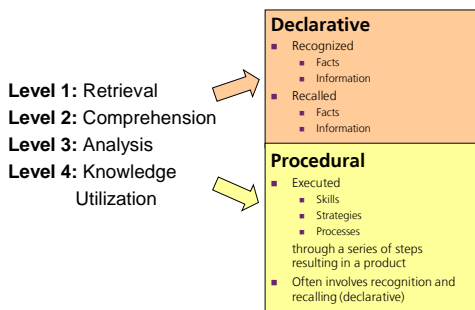 Level 1: Retrieval
Level 2: Comprehension
Level 3: Analysis
Level 4: Knowledge
Utilization
Declarative
Recognized
Facts
Information
Recalled
Facts
Information
Procedural
Executed
Skills
Strategies
Processes
through a series of steps
resulting in a product
Often involves recognition and
recalling (declarative)